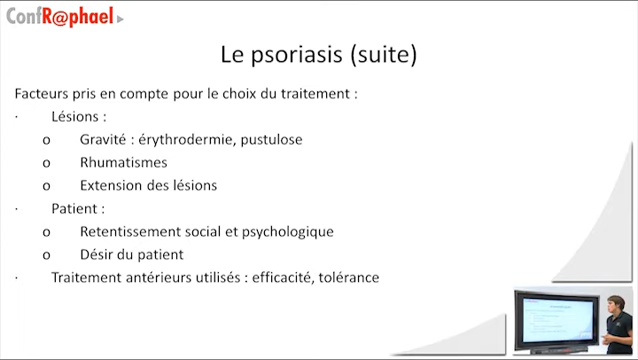 ConfR@phael
Le psoriasis (suite)
Facteurs pris en compte pour le choix du traitement :
· Lésions :
o Gravité : érythrodermie, pustulose
o Rhumatismes
o Extension des lésions
· Patient :
o Retentissement social et psychologique
o Désir du patient
· Traitement antérieurs utilisés : efficacité, tolérance